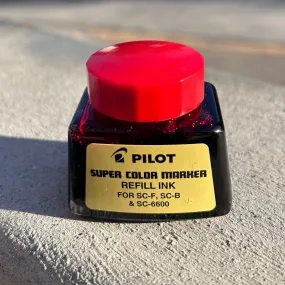 PILOT
SUPER COLOR MARKER
REFILL INK
FOR SC-F, SC-B
& SC-6600